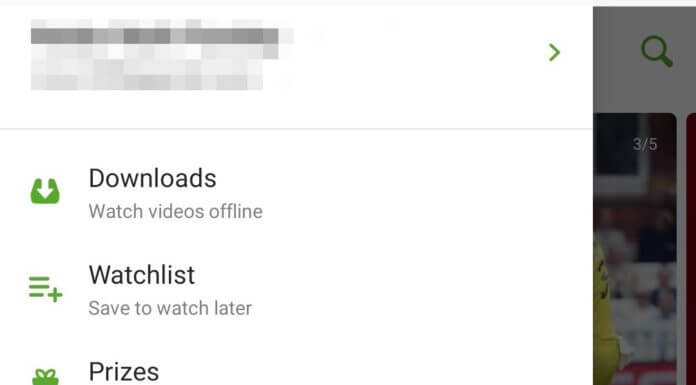 3/5
Downloads
Watch videos offline
Watchlist
Save to watch later
Prizes